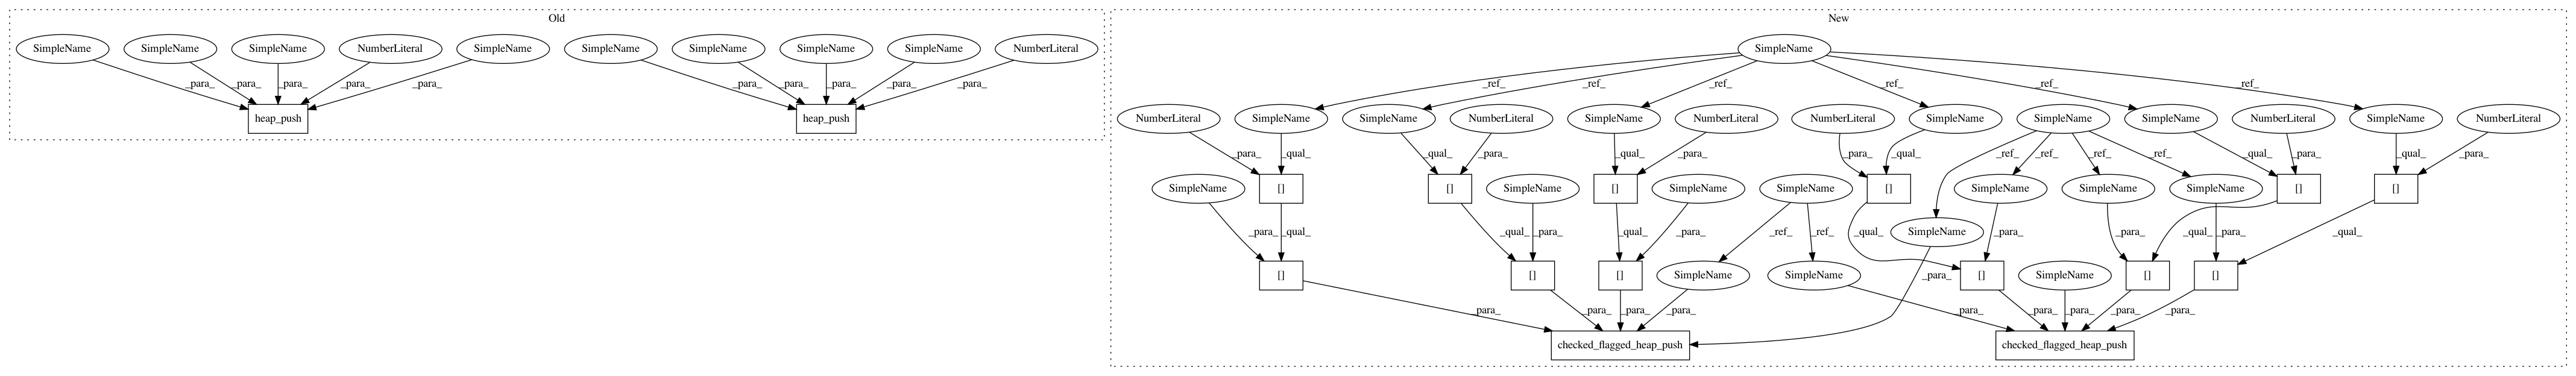 Old
New
SimpleName SimpleName SimpleName NumberLiteral SimpleName SimpleName SimpleName SimpleName SimpleName NumberLiteral SimpleName
_para_ _para_ _para_ _para_ _para_ _para_ _para_ _para_ _para_ _para_ _ref_ _ref_ _ref_ _ref_ _ref_ _ref_
heap_push heap_push NumberLiteral SimpleName SimpleName NumberLiteral SimpleName NumberLiteral NumberLiteral SimpleName SimpleName SimpleName NumberLiteral SimpleName NumberLiteral
_para_ _qual_ _qual_ _para_ _qual_ _para_ _para_ _qual_ _ref_ _ref_ _ref_ _ref_ _qual_ _para_ _qual_ _para_
SimpleName [] [] SimpleName [] SimpleName SimpleName [] SimpleName SimpleName SimpleName [] []
_para_ _qual_ _qual_ _para_ _qual_ _para_ _ref_ _ref_ _qual_ SimpleName _para_ _para_ _qual_ _para_ _qual_
[] [] [] SimpleName SimpleName [] SimpleName [] []
_para_ _para_ _para_ _para_ _para_ _para_ _para_ _para_ _para_ _para_
checked_flagged_heap_push checked_flagged_heap_push